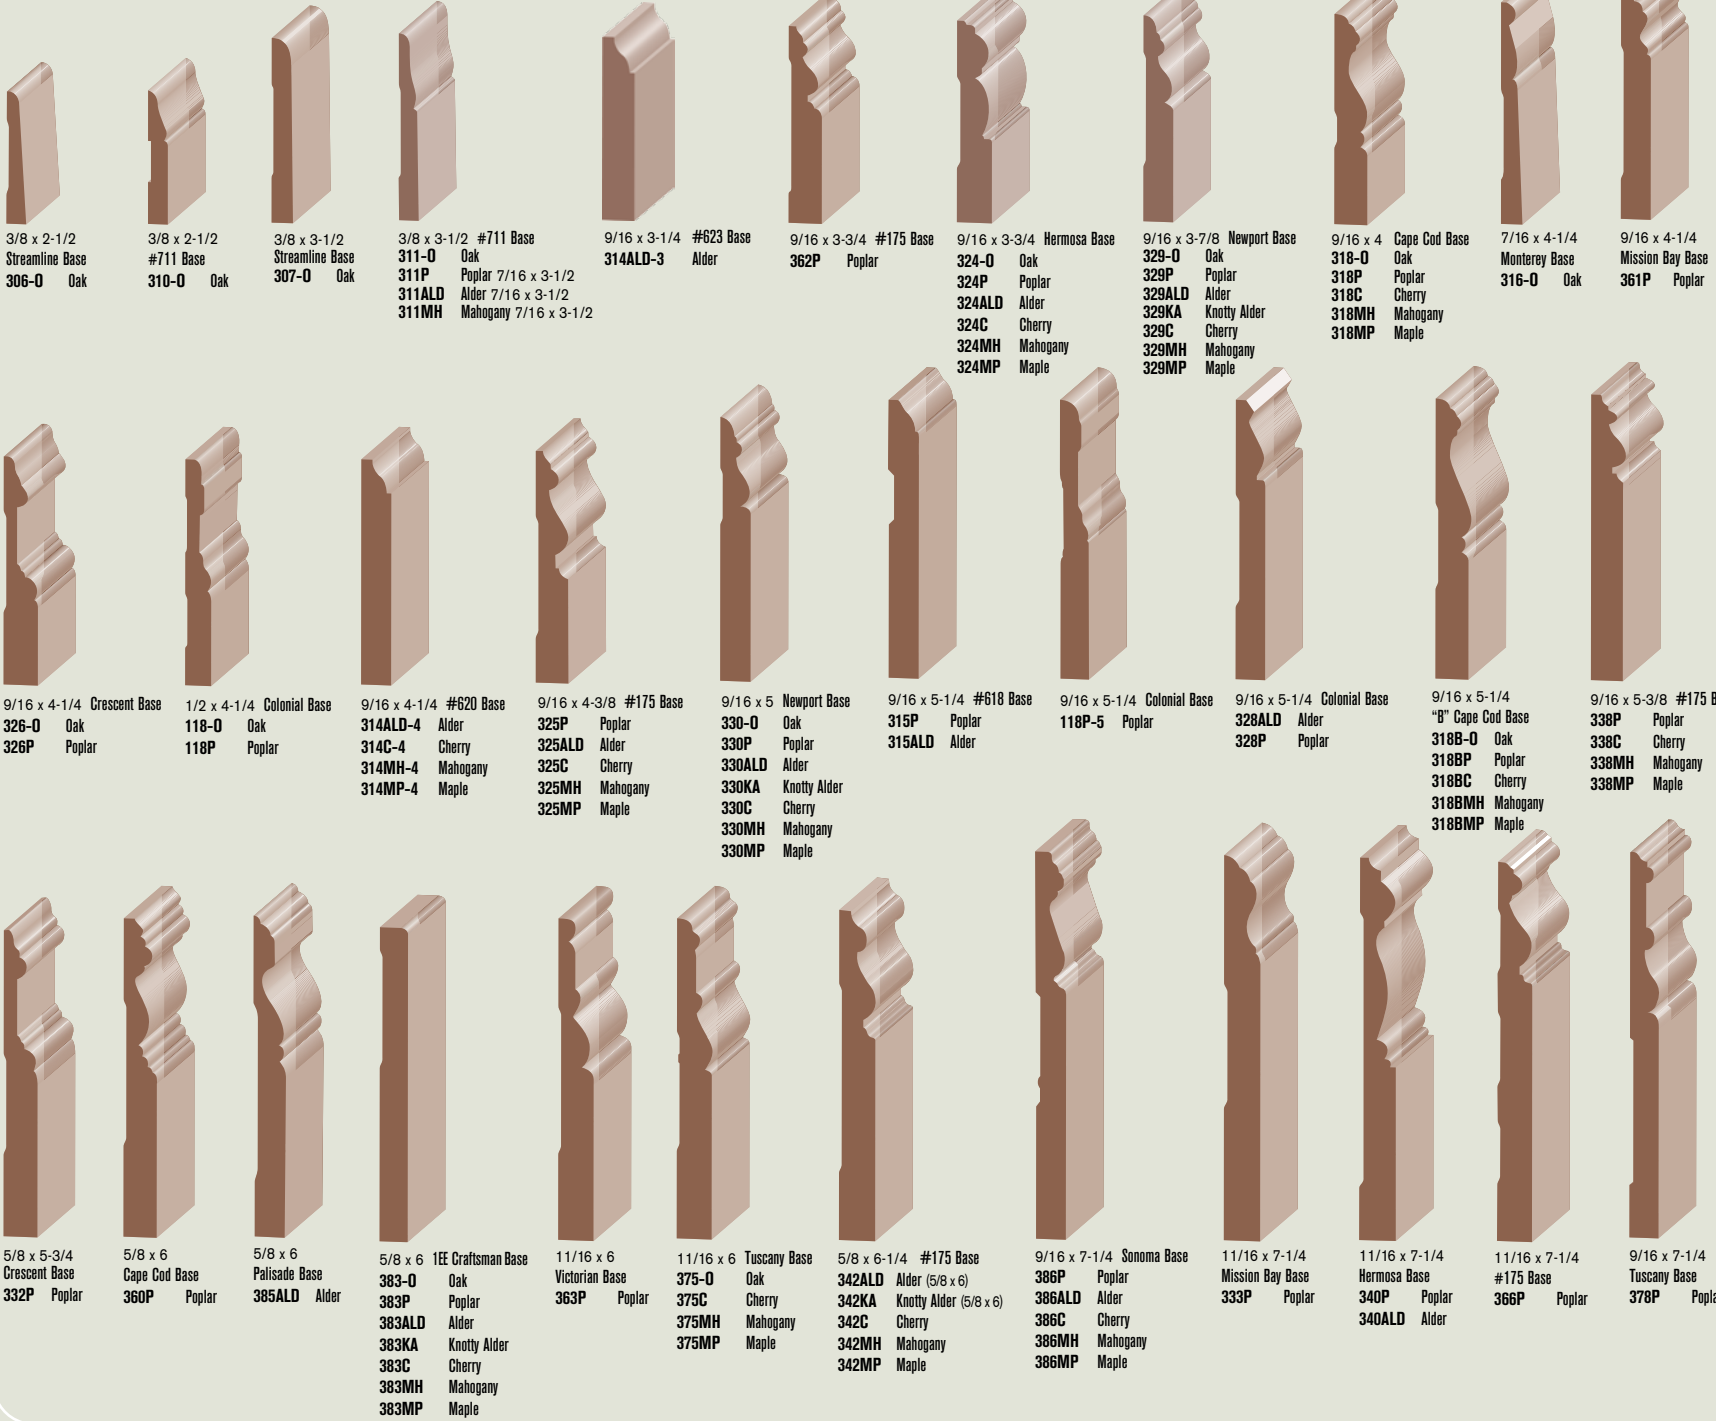 3/8 x 2-1/2
Streamline Base
306-O Oak
3/8 x 2-1/2
#711 Base
310-O Oak
3/8 x 3-1/2
Streamline Base
307-O Oak
3/8 x 3-1/2 #711 Base
311-O Oak
311P Poplar 7/16 x 3-1/2
311ALD Alder 7/16 x 3-1/2
311MH Mahogany 7/16 x 3-1/2
9/16 x 3-1/4 #623 Base
314ALD-3 Alder
9/16 x 3-3/4 #175 Base
362P Poplar
9/16 x 3-3/4 Hermosa Base
324-O Oak
324P Poplar
324ALD Alder
324C Cherry
324MH Mahogany
324MP Maple
9/16 x 3-7/8 Newport Base
329-O Oak
329P Poplar
329ALD Alder
329KA Knotty Alder
329C Cherry
329MH Mahogany
329MP Maple
9/16 x 4 Cape Cod Base
318-O Oak
318P Poplar
318C Cherry
318MH Mahogany
318MP Maple
7/16 x 4-1/4
Monterey Base
316-O Oak
9/16 x 4-1/4
Mission Bay Base
361P Poplar
9/16 x 4-1/4 Crescent Base
326-O Oak
326P Poplar
1/2 x 4-1/4 Colonial Base
118-O Oak
118P Poplar
9/16 x 4-1/4 #620 Base
314ALD-4 Alder
314C-4 Cherry
314MH-4 Mahogany
314MP-4 Maple
9/16 x 4-3/8 #175 Base
325P Poplar
325ALD Alder
325C Cherry
325MH Mahogany
325MP Maple
9/16 x 5 Newport Base
330-O Oak
330P Poplar
330ALD Alder
330KA Knotty Alder
330C Cherry
330MH Mahogany
330MP Maple
9/16 x 5-1/4 #618 Base
315P Poplar
315ALD Alder
9/16 x 5-1/4 Colonial Base
118P-5 Poplar
9/16 x 5-1/4 Colonial Base
328ALD Alder
328P Poplar
9/16 x 5-1/4
“B” Cape Cod Base
318B-O Oak
318BP Poplar
318BC Cherry
318BMH Mahogany
318BMP Maple
9/16 x 5-3/8 #175 B
338P Poplar
338C Cherry
338MH Mahogany
338MP Maple
5/8 x 5-3/4
Crescent Base
332P Poplar
5/8 x 6
Cape Cod Base
360P Poplar
5/8 x 6
Palisade Base
385ALD Alder
5/8 x 6 1EE Craftsman Base
383-O Oak
383P Poplar
383ALD Alder
383KA Knotty Alder
383C Cherry
383MH Mahogany
383MP Maple
11/16 x 6
Victorian Base
363P Poplar
11/16 x 6 Tuscany Base
375-O Oak
375C Cherry
375MH Mahogany
375MP Maple
5/8 x 6-1/4 #175 Base
342ALD Alder (5/8 x 6)
342KA Knotty Alder (5/8 x 6)
342C Cherry
342MH Mahogany
342MP Maple
9/16 x 7-1/4 Sonoma Base
386P Poplar
386ALD Alder
386C Cherry
386MH Mahogany
386MP Maple
11/16 x 7-1/4
Mission Bay Base
333P Poplar
11/16 x 7-1/4
Hermosa Base
340P Poplar
340ALD Alder
11/16 x 7-1/4
#175 Base
366P Poplar
9/16 x 7-1/4
Tuscany Base
378P Popla